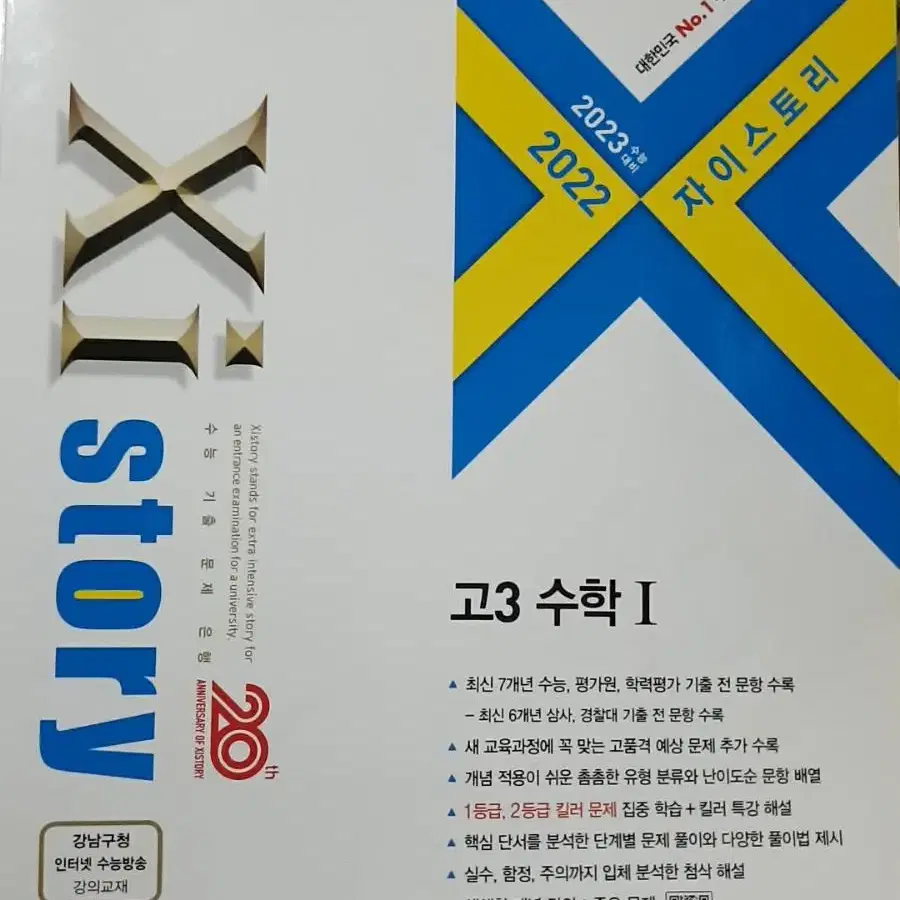 Xi story
Xistory stands for extra intensive story for
an entrance examination for a university.
수능 기출 문제 은행
20th
ANNIVERSARY OF XISTORY
강남구청
인터넷 수능방송
강의교재
대한민국 No.1
자이스토리
2023 수능
대비
2022
고3 수학 I
▲ 최신 7개년 수능, 평가원, 학력평가 기출 전 문항 수록
– 최신 6개년 삼사, 경찰대 기출 전 문항 수록
▲ 새 교육과정에 꼭 맞는 고품격 예상 문제 추가 수록
▲ 개념 적용이 쉬운 촘촘한 유형 분류와 난이도순 문항 배열
▲ 1등급, 2등급 킬러 문제 집중 학습 + 킬러 특강 해설
▲ 핵심 단서를 분석한 단계별 문제 풀이와 다양한 풀이법 제시
▲ 실수, 함정, 주의까지 입체 분석한 첨삭 해설